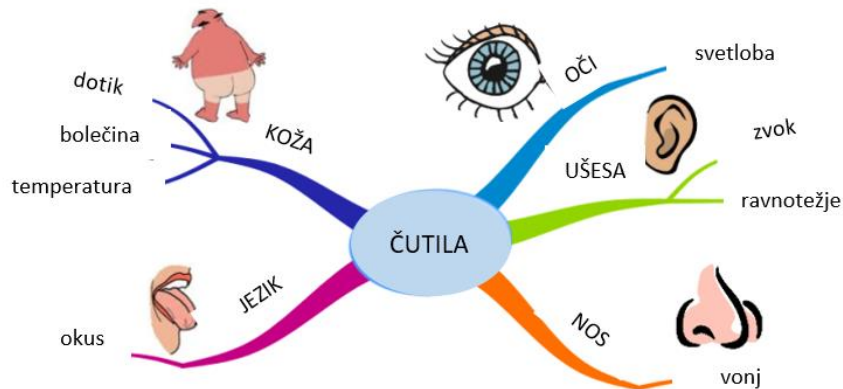 dotik
bolečina
temperatura
KOŽA
OČI
svetloba
UŠESA
zvok
ravnotežje
ČUTILA
JEZIK
okus
NOS
vonj